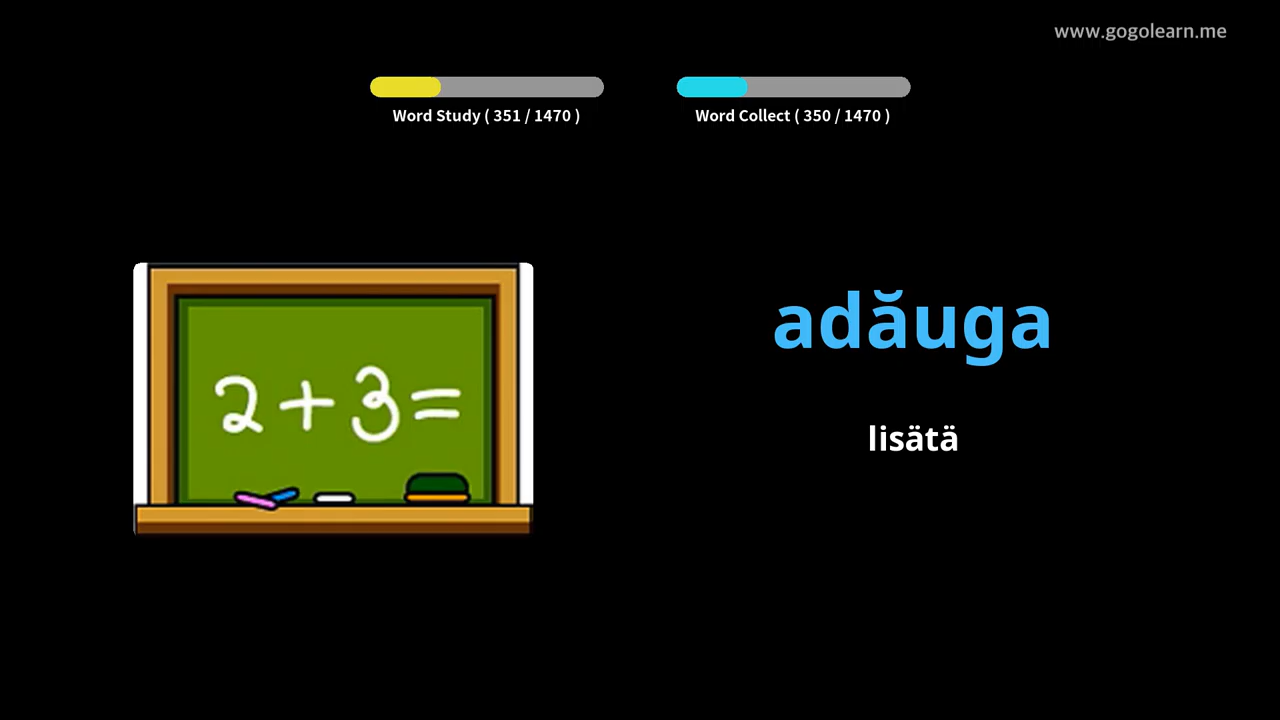 www.gogolearn.me
Word Study ( 351 / 1470 )
Word Collect ( 350 / 1470 )
2 + 3 =
adăuga
lisätä